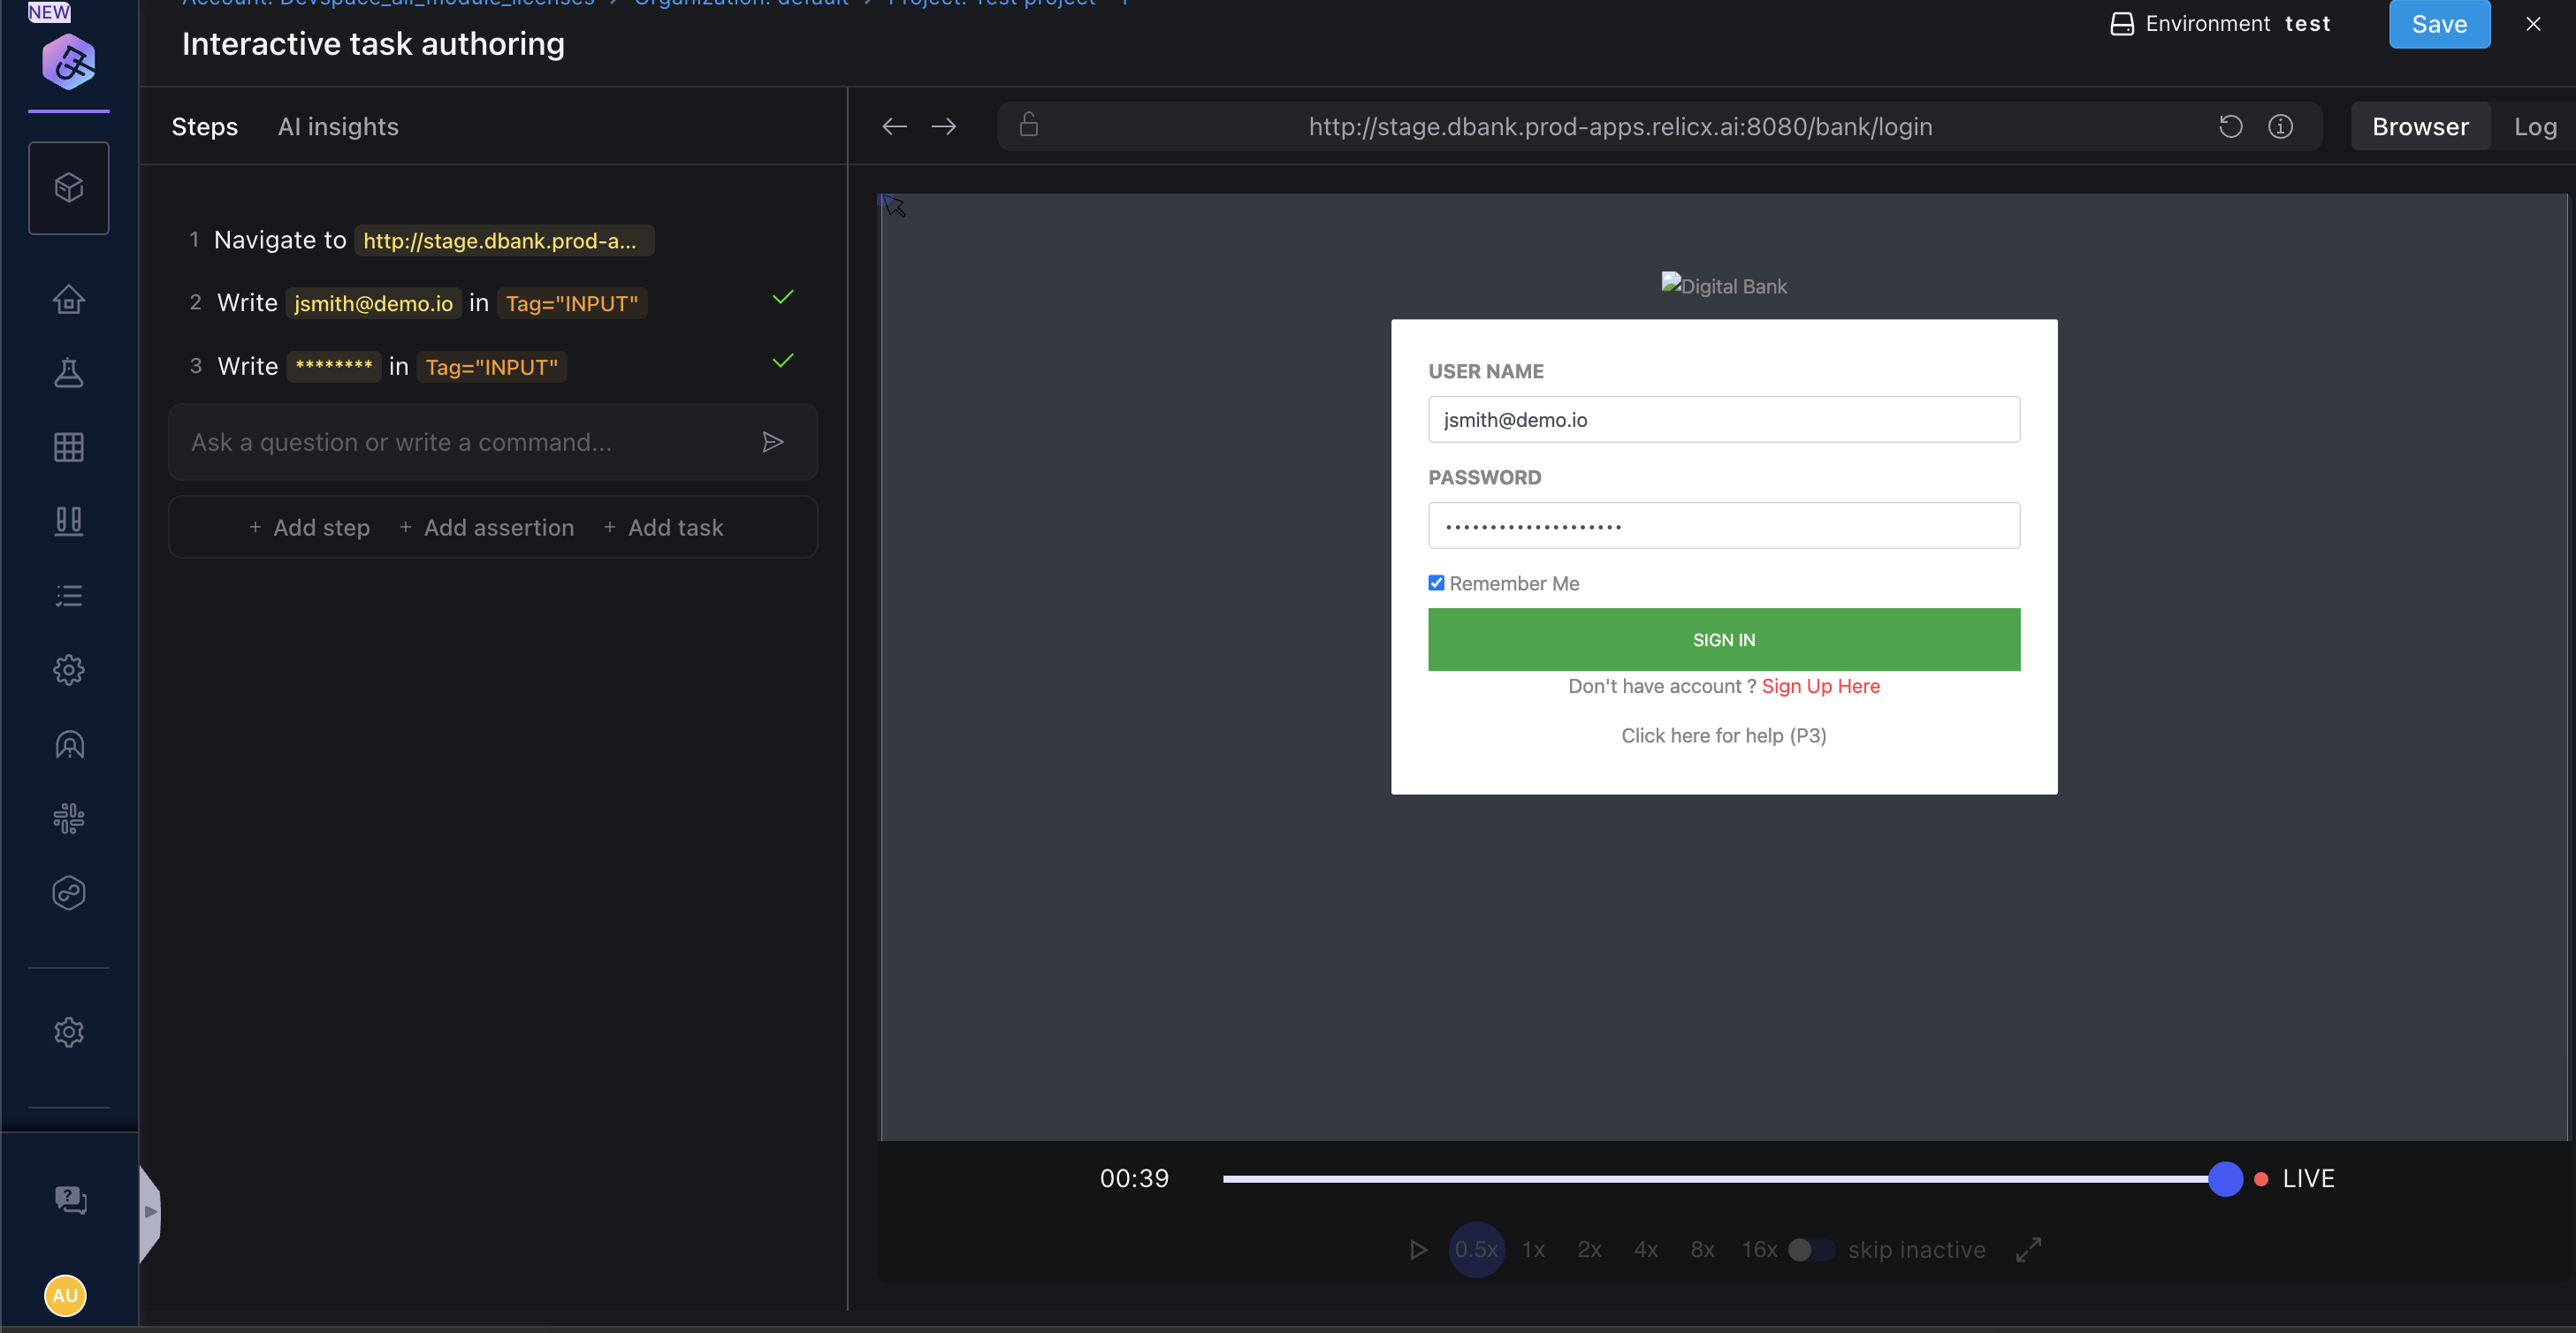 NEW
Account: Devspace_all_module_licenses > Organization: default > Project: Test project - 1
Interactive task authoring
Environment test
Save
Steps
AI insights
http://stage.dbank.prod-apps.relicx.ai:8080/bank/login
Browser
Log
1 Navigate to http://stage.dbank.prod-a...
2 Write jsmith@demo.io in Tag="INPUT"
3 Write ******** in Tag="INPUT"
Ask a question or write a command...
+ Add step + Add assertion + Add task
Digital Bank
USER NAME
jsmith@demo.io
PASSWORD
••••••••••••••••••••
Remember Me
SIGN IN
Don't have account ? Sign Up Here
Click here for help (P3)
00:39
LIVE
0.5x 1x 2x 4x 8x 16x skip inactive
AU